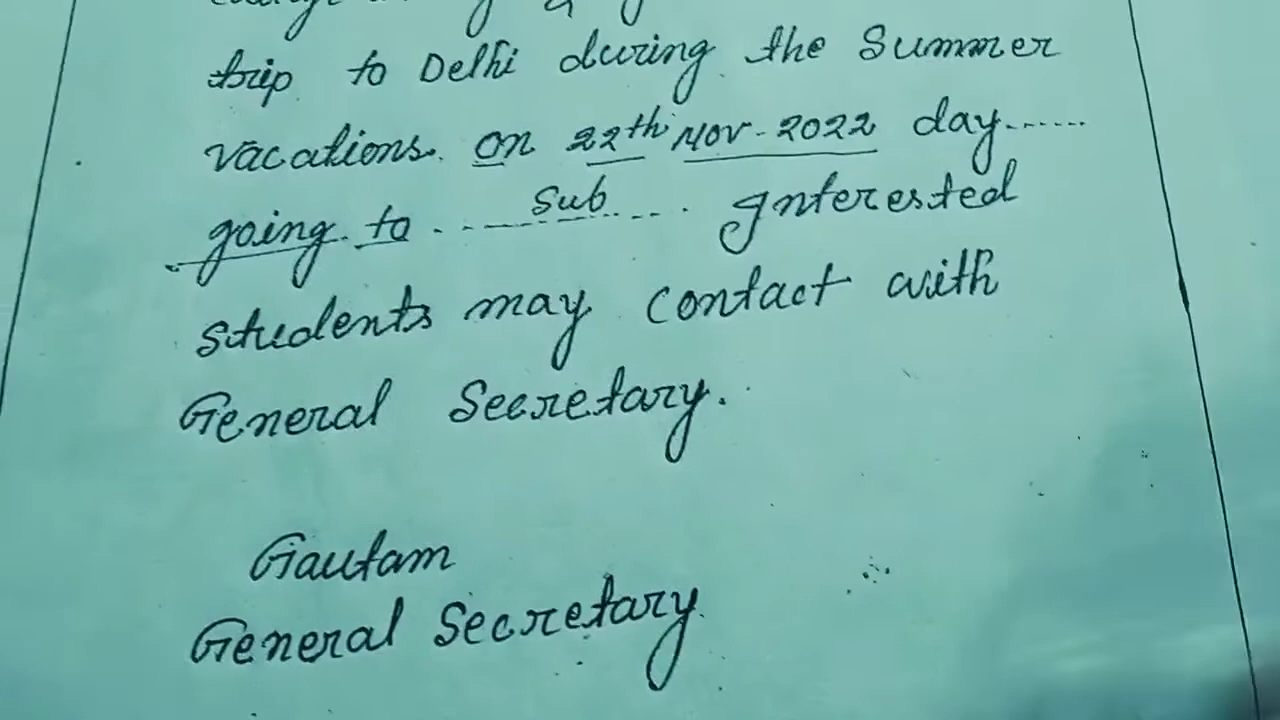 trip to Delhi during the Summer
vacations. on 22th Nov-2022 day......
going to ......Sub...... Interested
students may contact with
General Secretary.
Gautam
General Secretary